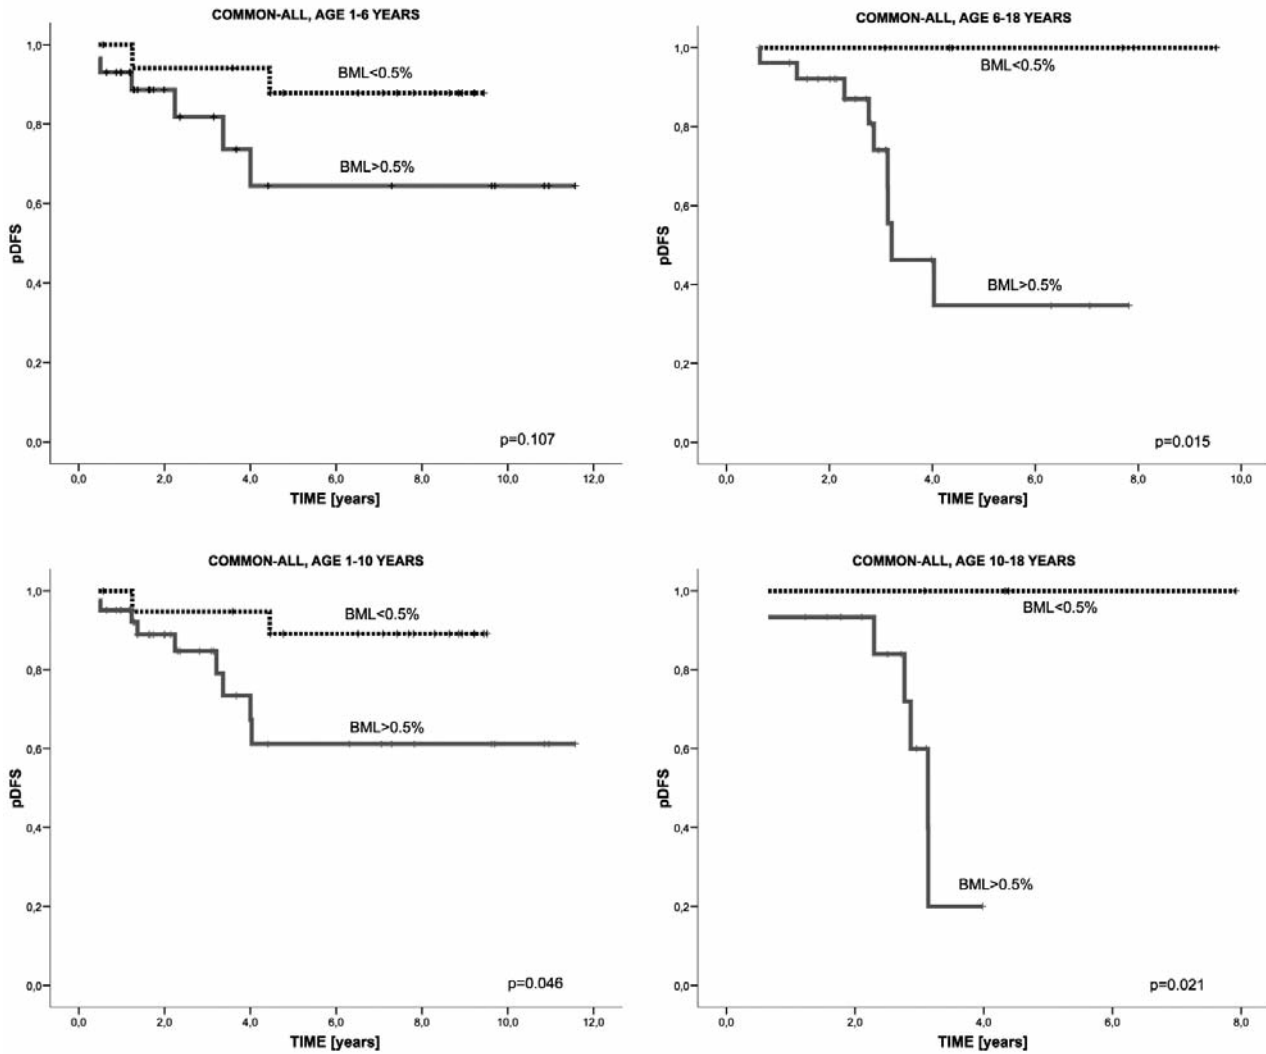 COMMON-ALL, AGE 1-6 YEARS
1,0
0,8
0,6
0,4
0,2
0,0
pDFS
BML<0.5%
BML>0.5%
p=0.107
0,0 2,0 4,0 6,0 8,0 10,0 12,0
TIME [years]
COMMON-ALL, AGE 6-18 YEARS
1,0
0,8
0,6
0,4
0,2
0,0
pDFS
BML<0.5%
BML>0.5%
p=0.015
0,0 2,0 4,0 6,0 8,0 10,0
TIME [years]
COMMON-ALL, AGE 1-10 YEARS
1,0
0,8
0,6
0,4
0,2
0,0
pDFS
BML<0.5%
BML>0.5%
p=0.046
0,0 2,0 4,0 6,0 8,0 10,0 12,0
TIME [years]
COMMON-ALL, AGE 10-18 YEARS
1,0
0,8
0,6
0,4
0,2
0,0
pDFS
BML<0.5%
BML>0.5%
p=0.021
0,0 2,0 4,0 6,0 8,0
TIME [years]